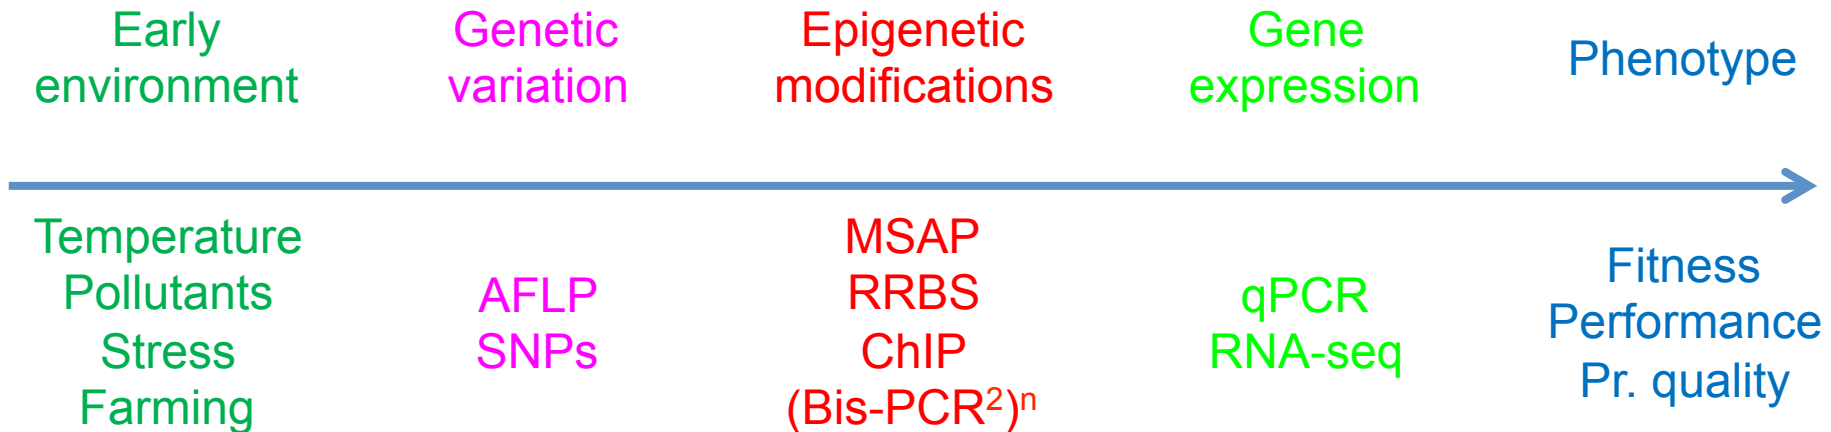 Early
environment
Genetic
variation
Epigenetic
modifications
Gene
expression
Phenotype
Temperature
Pollutants
Stress
Farming
AFLP
SNPs
MSAP
RRBS
ChIP
(Bis-PCR²)ⁿ
qPCR
RNA-seq
Fitness
Performance
Pr. quality